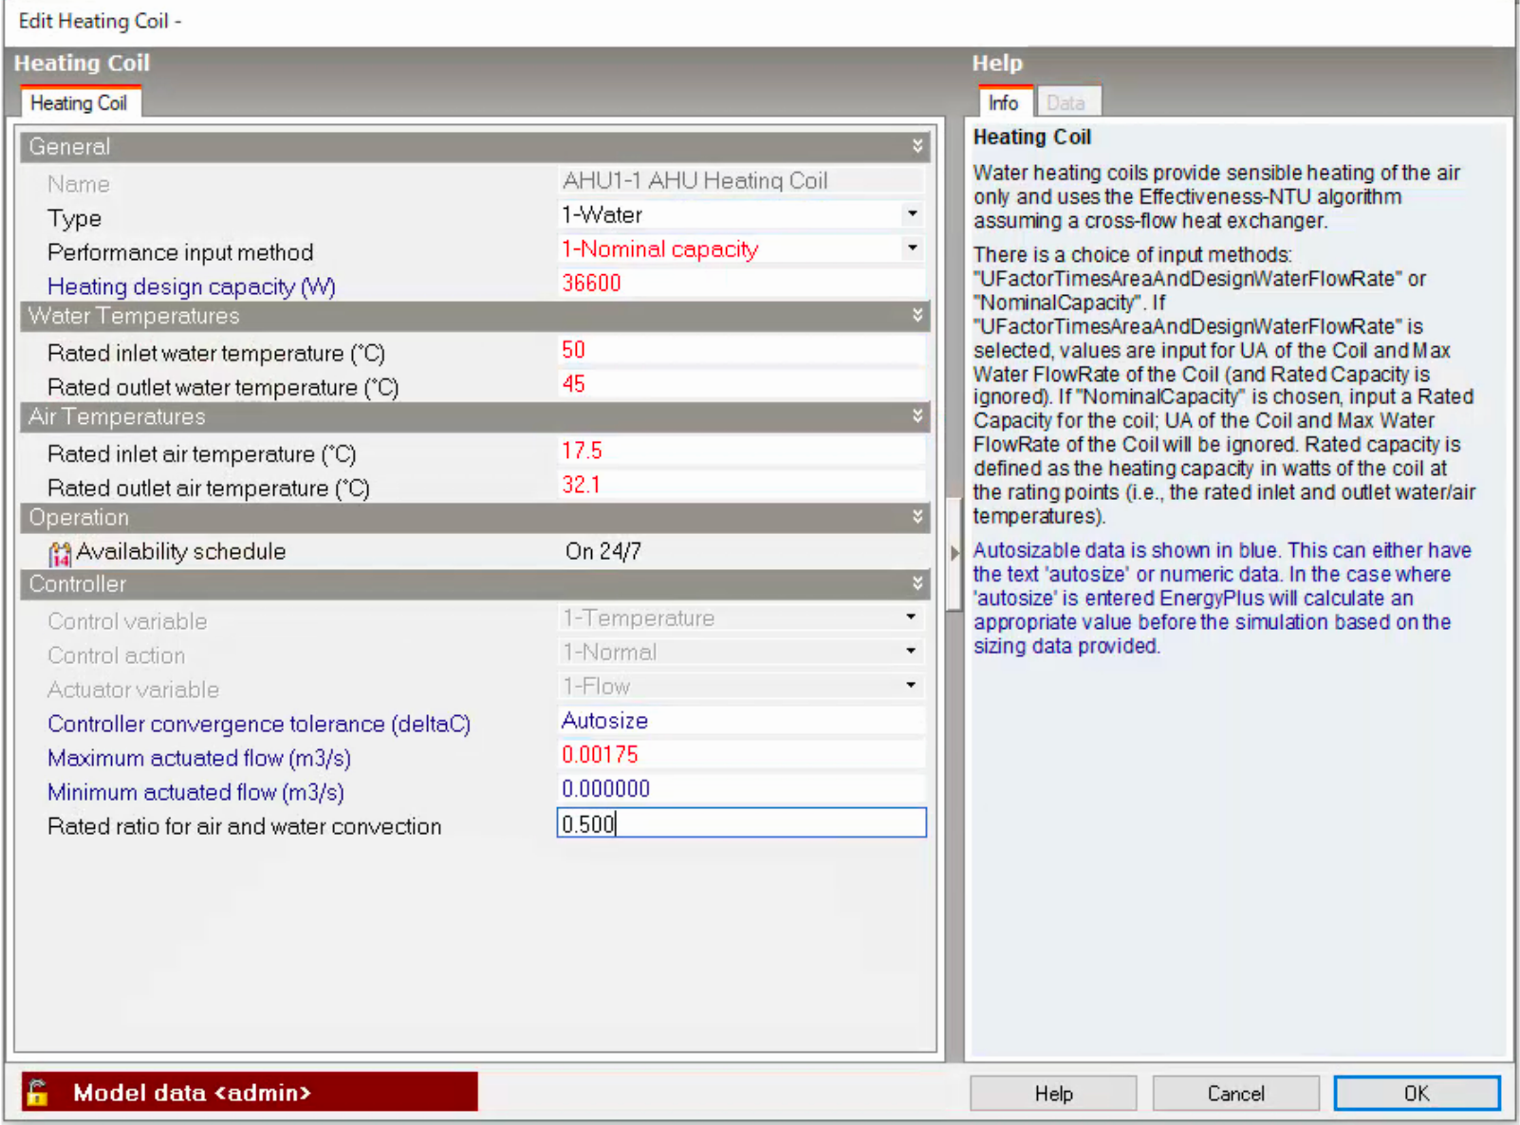 Edit Heating Coil -
Heating Coil
Heating Coil
General
Name AHU1-1 AHU Heating Coil
Type 1-Water
Performance input method 1-Nominal capacity
Heating design capacity (W) 36600
Water Temperatures
Rated inlet water temperature (°C) 50
Rated outlet water temperature (°C) 45
Air Temperatures
Rated inlet air temperature (°C) 17.5
Rated outlet air temperature (°C) 32.1
Operation
14 Availability schedule On 24/7
Controller
Control variable 1-Temperature
Control action 1-Normal
Actuator variable 1-Flow
Controller convergence tolerance (deltaC) Autosize
Maximum actuated flow (m3/s) 0.00175
Minimum actuated flow (m3/s) 0.000000
Rated ratio for air and water convection 0.500
Help
Info Data
Heating Coil
Water heating coils provide sensible heating of the air
only and uses the Effectiveness-NTU algorithm
assuming a cross-flow heat exchanger.
There is a choice of input methods:
"UFactorTimesAreaAndDesignWaterFlowRate" or
"NominalCapacity". If
"UFactorTimesAreaAndDesignWaterFlowRate" is
selected, values are input for UA of the Coil and Max
Water FlowRate of the Coil (and Rated Capacity is
ignored). If "NominalCapacity" is chosen, input a Rated
Capacity for the coil; UA of the Coil and Max Water
FlowRate of the Coil will be ignored. Rated capacity is
defined as the heating capacity in watts of the coil at
the rating points (i.e., the rated inlet and outlet water/air
temperatures).
Autosizable data is shown in blue. This can either have
the text 'autosize' or numeric data. In the case where
'autosize' is entered EnergyPlus will calculate an
appropriate value before the simulation based on the
sizing data provided.
Model data <admin>
Help Cancel OK